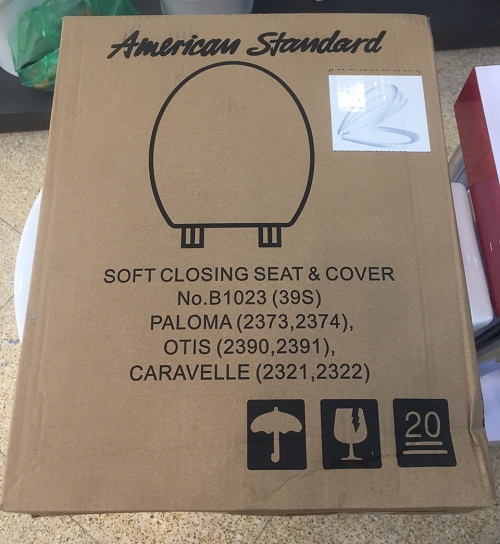 American Standard
SOFT CLOSING SEAT & COVER
No.B1023 (39S)
PALOMA (2373,2374),
OTIS (2390,2391),
CARAVELLE (2321,2322)
20